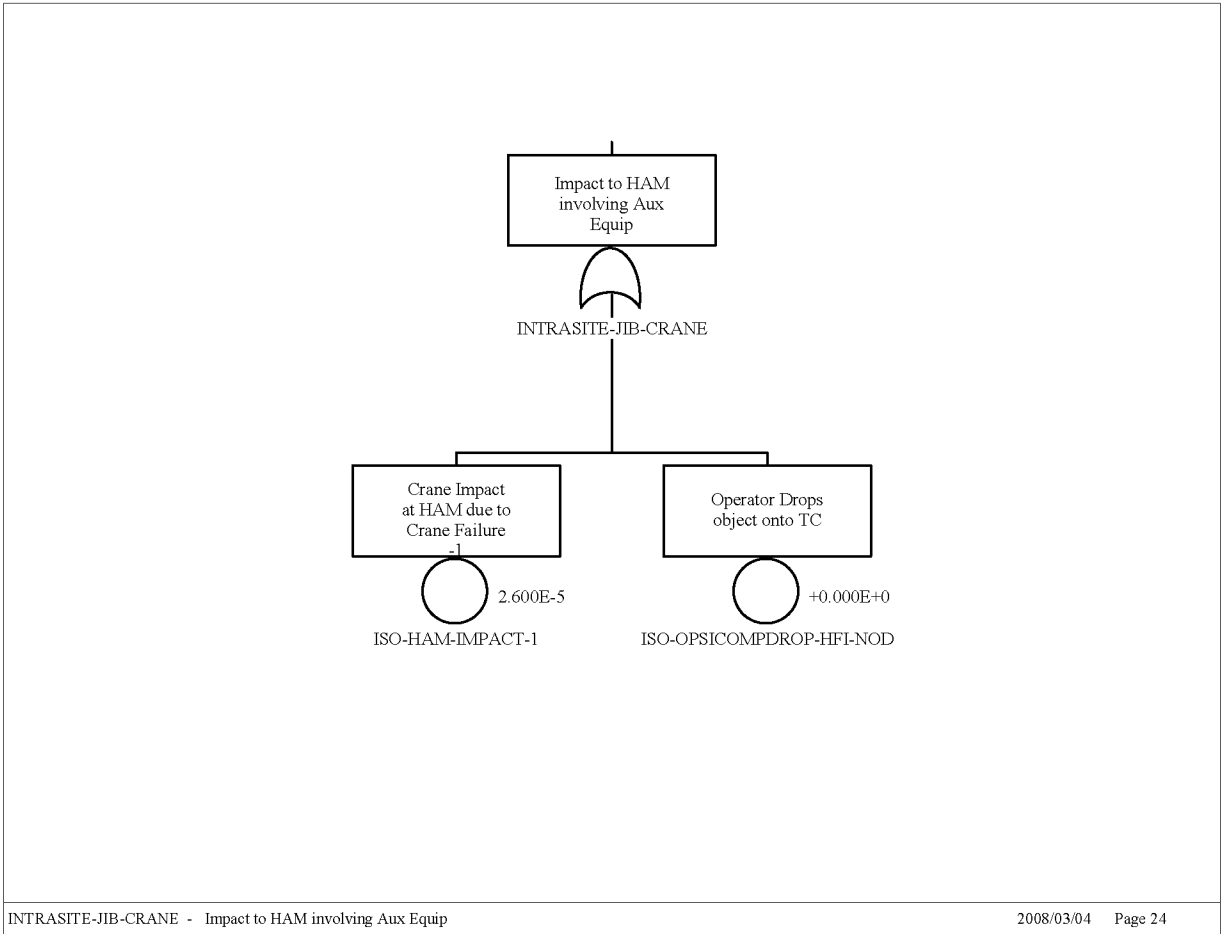 Impact to HAM
involving Aux
Equip
INTRASITE-JIB-CRANE
Crane Impact
at HAM due to
Crane Failure
-1
2.600E-5
ISO-HAM-IMPACT-1
Operator Drops
object onto TC
+0.000E+0
ISO-OPSICOMPDROP-HFI-NOD
INTRASITE-JIB-CRANE - Impact to HAM involving Aux Equip
2008/03/04 Page 24